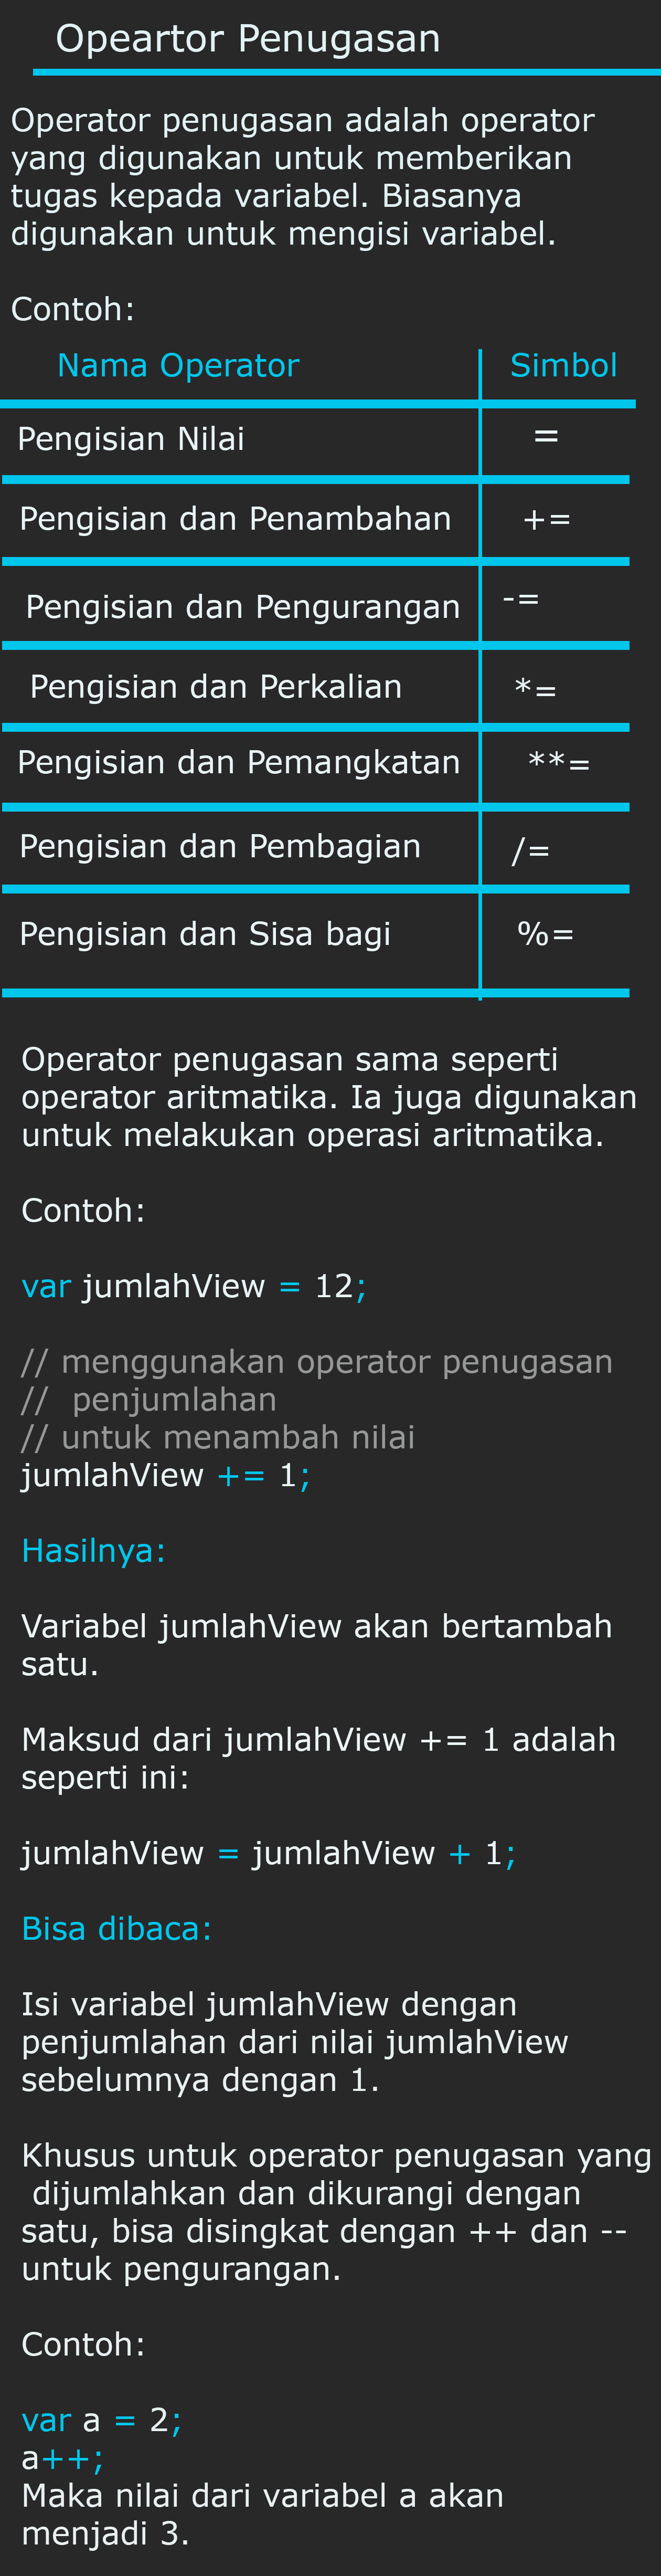 Opeartor Penugasan
Operator penugasan adalah operator
yang digunakan untuk memberikan
tugas kepada variabel. Biasanya
digunakan untuk mengisi variabel.
Contoh:
Nama Operator Simbol
Pengisian Nilai =
Pengisian dan Penambahan +=
Pengisian dan Pengurangan -=
Pengisian dan Perkalian *=
Pengisian dan Pemangkatan **=
Pengisian dan Pembagian /=
Pengisian dan Sisa bagi %=
Operator penugasan sama seperti
operator aritmatika. Ia juga digunakan
untuk melakukan operasi aritmatika.
Contoh:
var jumlahView = 12;
// menggunakan operator penugasan
// penjumlahan
// untuk menambah nilai
jumlahView += 1;
Hasilnya:
Variabel jumlahView akan bertambah
satu.
Maksud dari jumlahView += 1 adalah
seperti ini:
jumlahView = jumlahView + 1;
Bisa dibaca:
Isi variabel jumlahView dengan
penjumlahan dari nilai jumlahView
sebelumnya dengan 1.
Khusus untuk operator penugasan yang
dijumlahkan dan dikurangi dengan
satu, bisa disingkat dengan ++ dan --
untuk pengurangan.
Contoh:
var a = 2;
a++;
Maka nilai dari variabel a akan
menjadi 3.